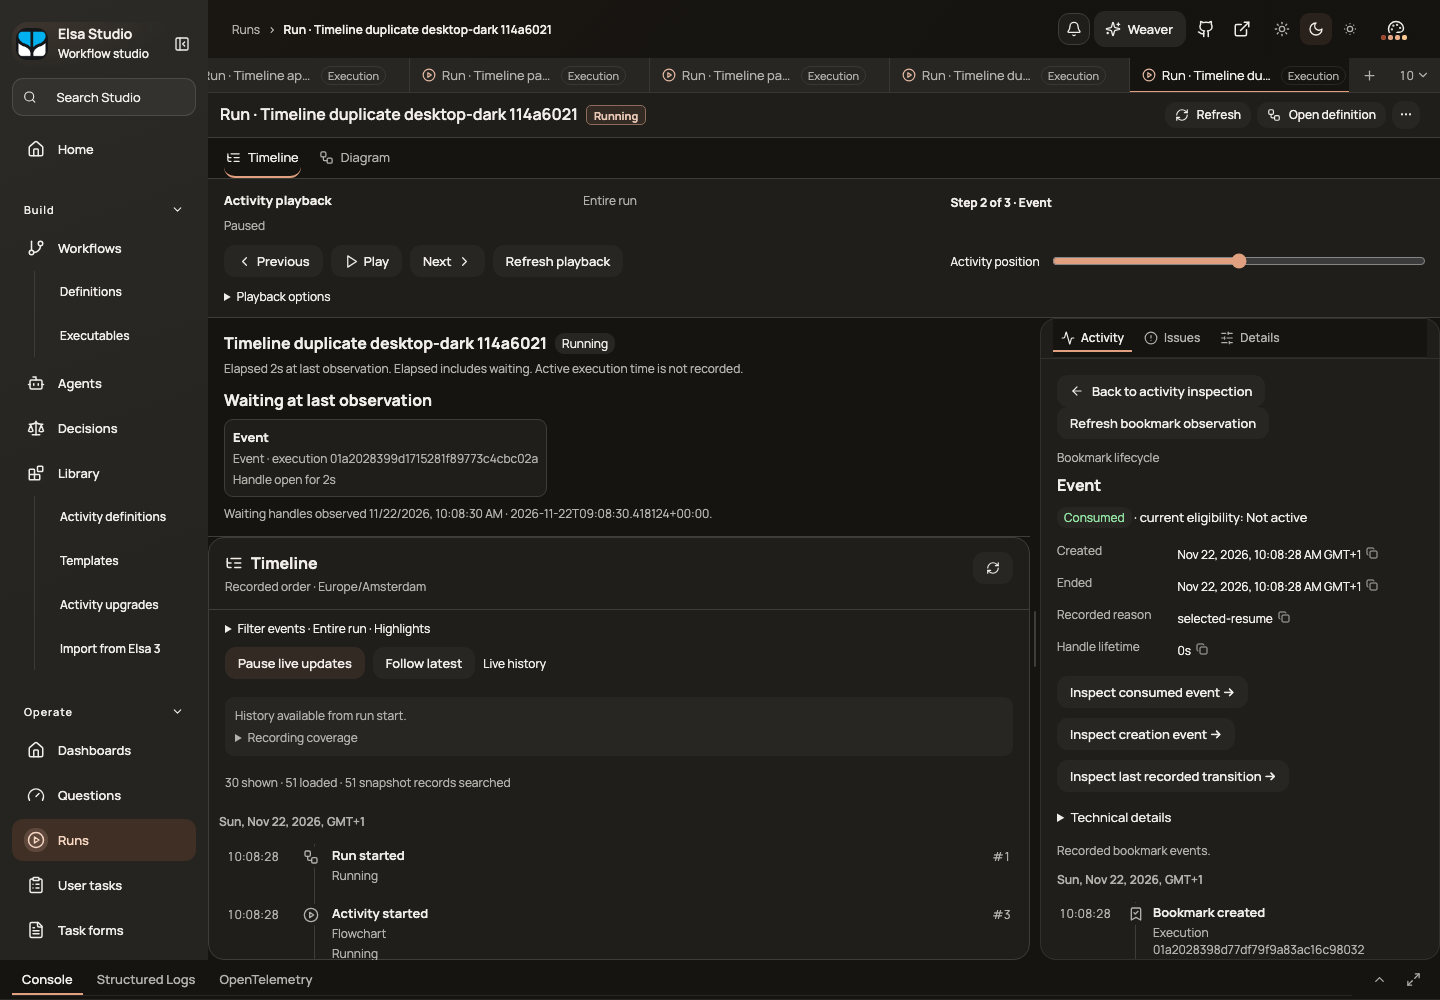 Elsa Studio
Workflow studio
Search Studio
Home
Build
Workflows
Definitions
Executables
Agents
Decisions
Library
Activity definitions
Templates
Activity upgrades
Import from Elsa 3
Operate
Dashboards
Questions
Runs
User tasks
Task forms
Runs › Run · Timeline duplicate desktop-dark 114a6021
Weaver
Run · Timeline ap... Execution
Run · Timeline pa... Execution
Run · Timeline pa... Execution
Run · Timeline du... Execution
Run · Timeline du... Execution
10
Run · Timeline duplicate desktop-dark 114a6021 Running
Refresh
Open definition
Timeline
Diagram
Activity playback
Entire run
Step 2 of 3 · Event
Paused
Previous
Play
Next
Refresh playback
Activity position
Playback options
Timeline duplicate desktop-dark 114a6021 Running
Elapsed 2s at last observation. Elapsed includes waiting. Active execution time is not recorded.
Waiting at last observation
Event
Event · execution 01a2028399d1715281f89773c4cbc02a
Handle open for 2s
Waiting handles observed 11/22/2026, 10:08:30 AM · 2026-11-22T09:08:30.418124+00:00.
Timeline
Recorded order · Europe/Amsterdam
Filter events · Entire run · Highlights
Pause live updates
Follow latest
Live history
History available from run start.
Recording coverage
30 shown · 51 loaded · 51 snapshot records searched
Sun, Nov 22, 2026, GMT+1
10:08:28 Run started #1
Running
10:08:28 Activity started #3
Flowchart
Running
Activity
Issues
Details
Back to activity inspection
Refresh bookmark observation
Bookmark lifecycle
Event
Consumed · current eligibility: Not active
Created Nov 22, 2026, 10:08:28 AM GMT+1
Ended Nov 22, 2026, 10:08:28 AM GMT+1
Recorded reason selected-resume
Handle lifetime 0s
Inspect consumed event →
Inspect creation event →
Inspect last recorded transition →
Technical details
Recorded bookmark events.
Sun, Nov 22, 2026, GMT+1
10:08:28 Bookmark created
Execution
01a2028398d77df79f9a83ac16c98032
Console
Structured Logs
OpenTelemetry